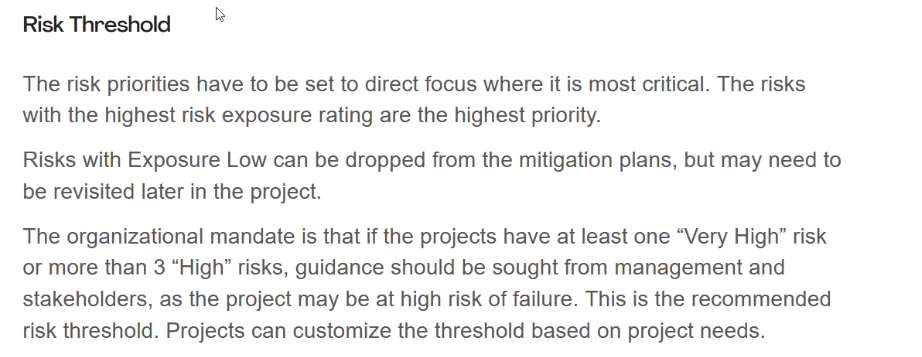 Risk Threshold
The risk priorities have to be set to direct focus where it is most critical. The risks
with the highest risk exposure rating are the highest priority.
Risks with Exposure Low can be dropped from the mitigation plans, but may need to
be revisited later in the project.
The organizational mandate is that if the projects have at least one “Very High” risk
or more than 3 “High” risks, guidance should be sought from management and
stakeholders, as the project may be at high risk of failure. This is the recommended
risk threshold. Projects can customize the threshold based on project needs.